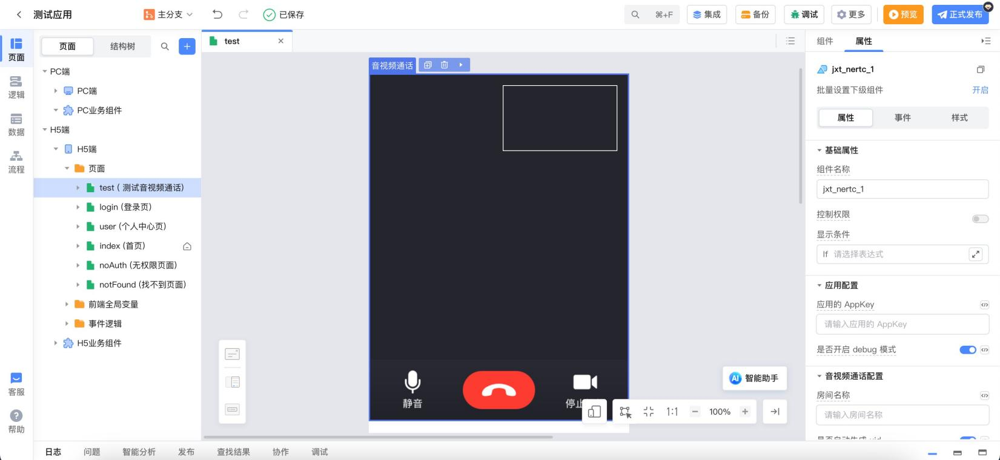 测试应用
主分支
已保存
⌘+F
集成
备份
调试
更多
预览
正式发布
页面
逻辑
数据
流程
客服
帮助
页面
结构树
PC端
PC端
PC业务组件
H5端
H5端
页面
test ( 测试音视频通话)
login (登录页)
user (个人中心页)
index (首页)
noAuth (无权限页面)
notFound (找不到页面)
前端全局变量
事件逻辑
H5业务组件
test
音视频通话
静音
停止
AI 智能助手
1:1
100%
组件
属性
jxt_nertc_1
批量设置下级组件
开启
属性
事件
样式
基础属性
组件名称
jxt_nertc_1
控制权限
显示条件
If 请选择表达式
应用配置
应用的 AppKey
请输入应用的 AppKey
是否开启 debug 模式
音视频通话配置
房间名称
请输入房间名称
是否自动生成 uid
日志
问题
智能分析
发布
查找结果
协作
调试